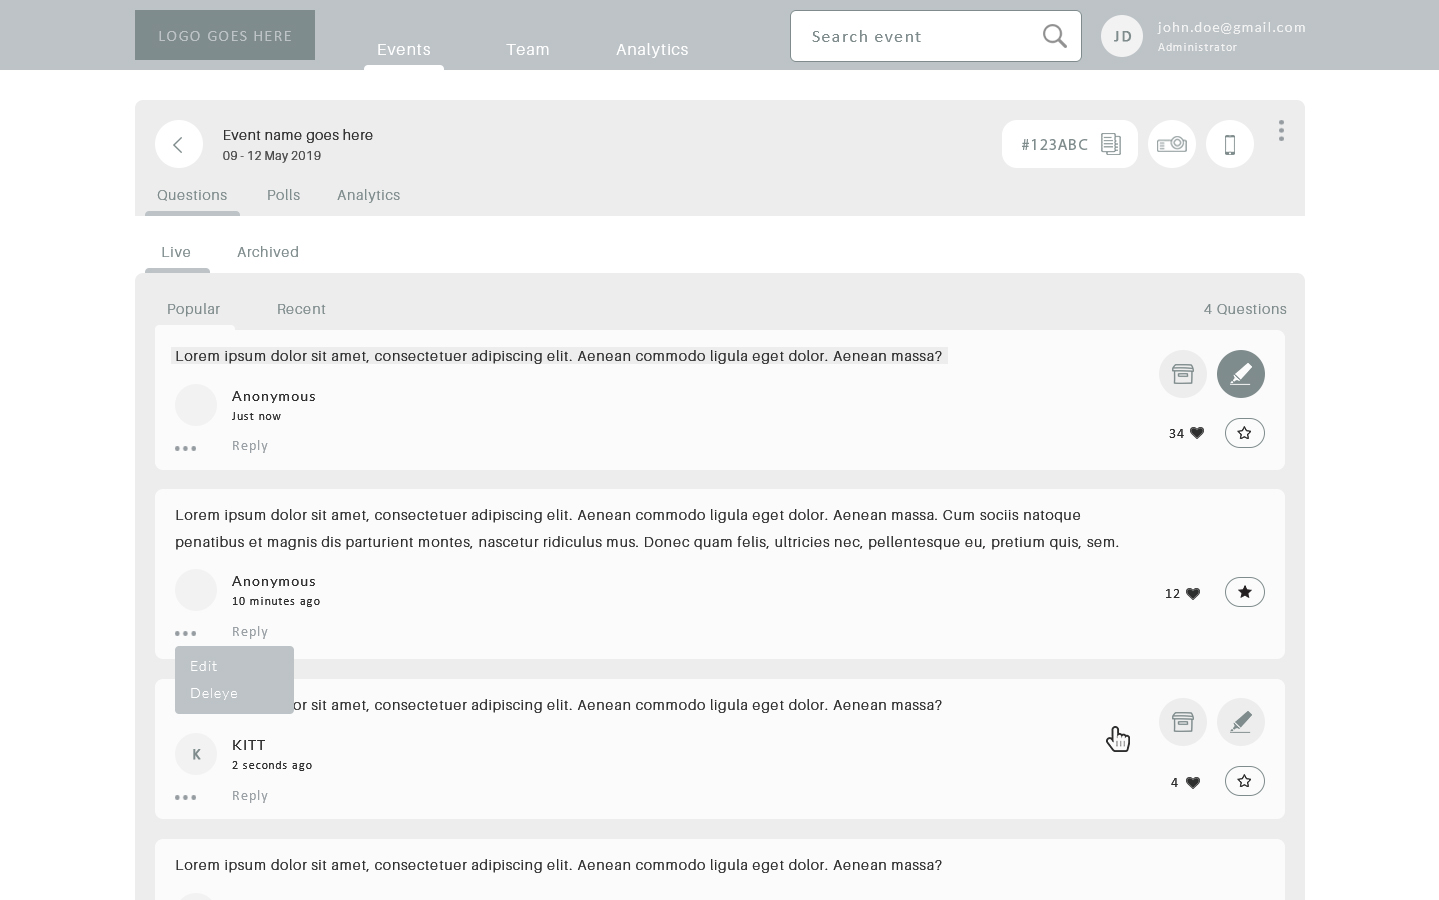 LOGO GOES HERE
Events
Team
Analytics
Search event
JD
john.doe@gmail.com
Administrator
Event name goes here
09 - 12 May 2019
#123ABC
Questions
Polls
Analytics
Live
Archived
Popular
Recent
4 Questions
Lorem ipsum dolor sit amet, consectetuer adipiscing elit. Aenean commodo ligula eget dolor. Aenean massa?
Anonymous
Just now
Reply
34
Lorem ipsum dolor sit amet, consectetuer adipiscing elit. Aenean commodo ligula eget dolor. Aenean massa. Cum sociis natoque
penatibus et magnis dis parturient montes, nascetur ridiculus mus. Donec quam felis, ultricies nec, pellentesque eu, pretium quis, sem.
Anonymous
10 minutes ago
Reply
12
Edit
Deleye
or sit amet, consectetuer adipiscing elit. Aenean commodo ligula eget dolor. Aenean massa?
K
KITT
2 seconds ago
Reply
4
Lorem ipsum dolor sit amet, consectetuer adipiscing elit. Aenean commodo ligula eget dolor. Aenean massa?